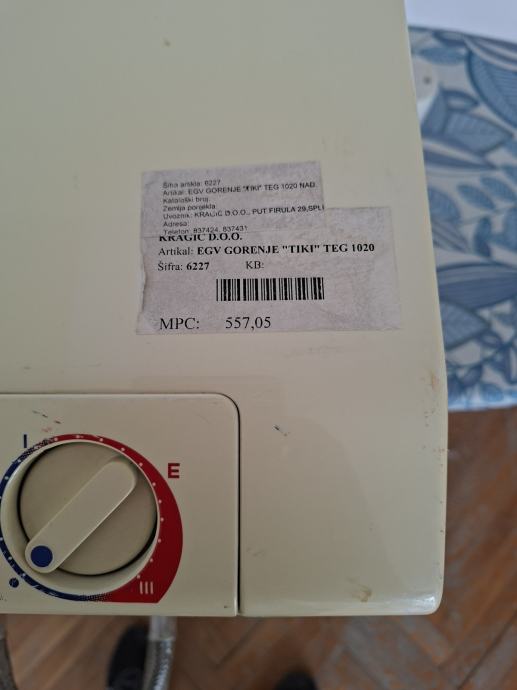 Šifra artikla: 6227
Artikal: EGV GORENJE "TIKI" TEG 1020 NAD.
Kataloški broj:
Zemlja porijekla:
Uvoznik: KRAGIĆ D.O.O., PUT FIRULA 29,SPLI
Adresa:
Telefon: 837424, 837431
KRAGIĆ D.O.O.
Artikal: EGV GORENJE "TIKI" TEG 1020
Šifra: 6227 KB:
MPC: 557,05
I
E
III